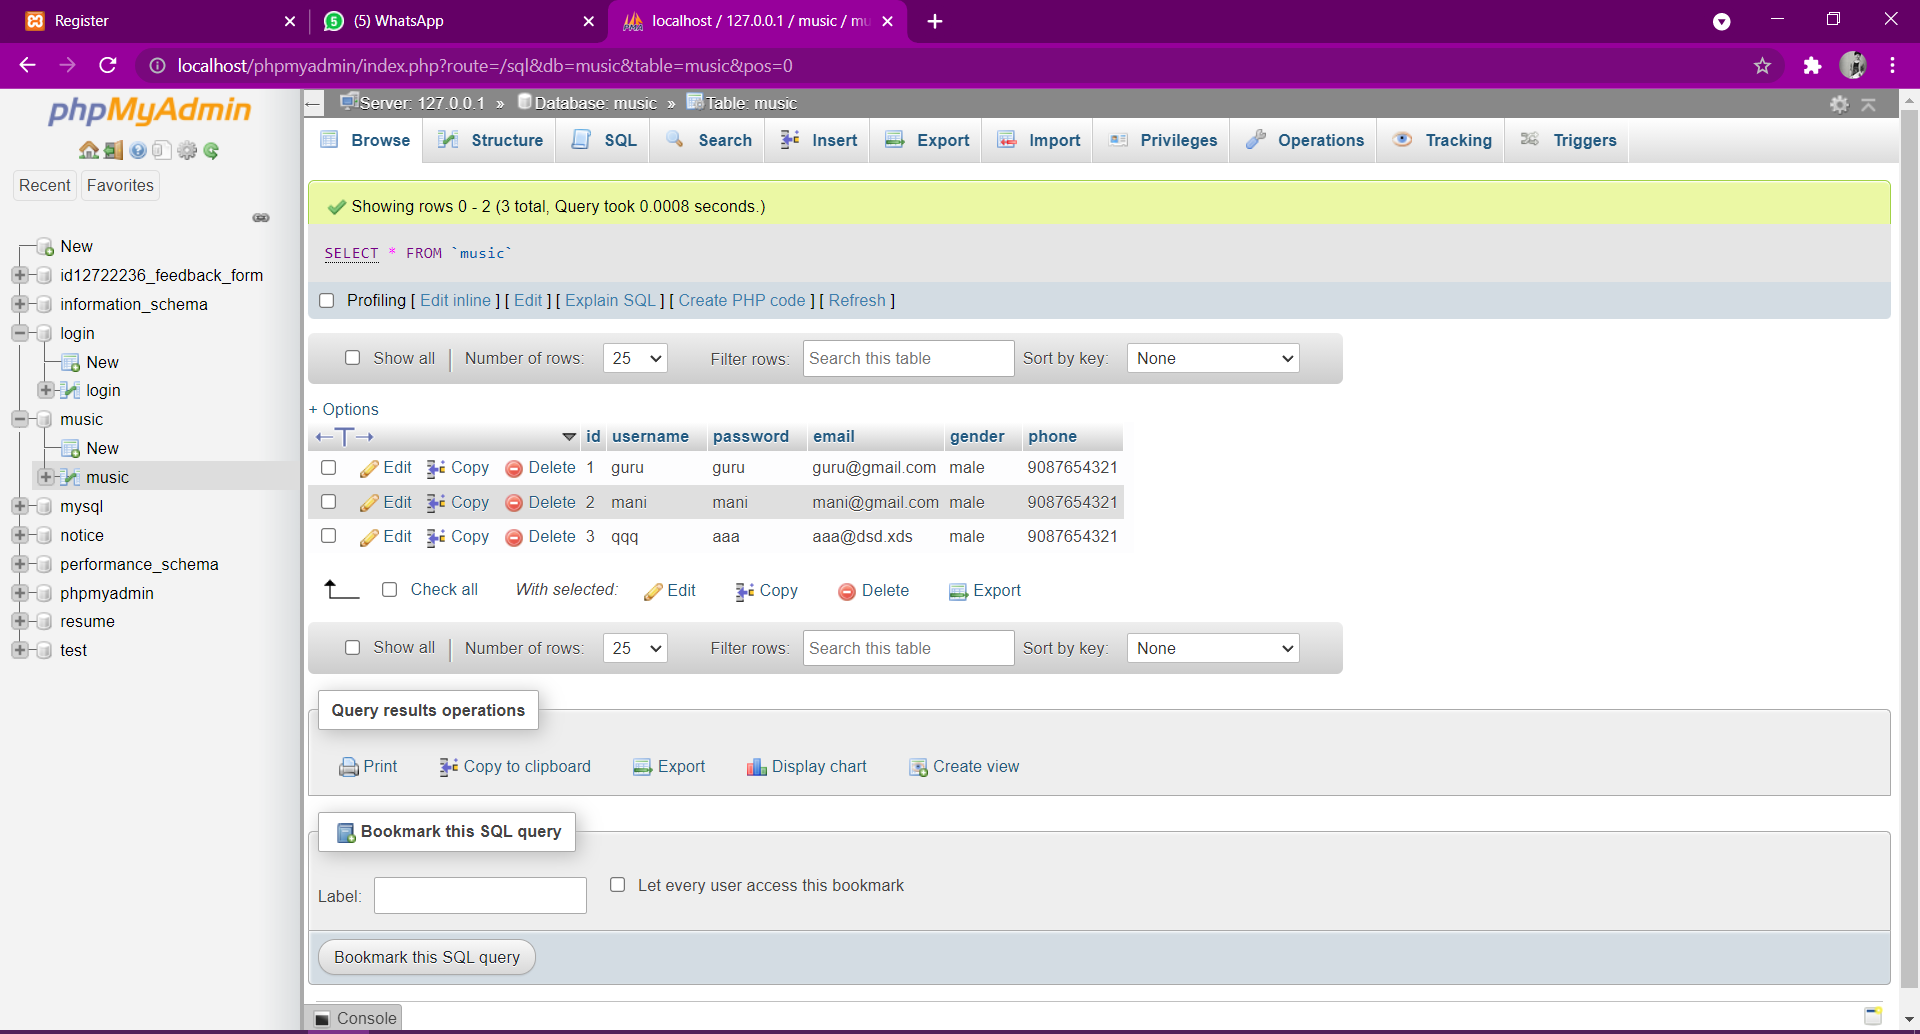 Register
(5) WhatsApp
localhost / 127.0.0.1 / music / mu
localhost/phpmyadmin/index.php?route=/sql&db=music&table=music&pos=0
phpMyAdmin
Recent Favorites
New
id12722236_feedback_form
information_schema
login
New
login
music
New
music
mysql
notice
performance_schema
phpmyadmin
resume
test
Server: 127.0.0.1 » Database: music » Table: music
Browse Structure SQL Search Insert Export Import Privileges Operations Tracking Triggers
Showing rows 0 - 2 (3 total, Query took 0.0008 seconds.)
SELECT * FROM `music`
Profiling [ Edit inline ] [ Edit ] [ Explain SQL ] [ Create PHP code ] [ Refresh ]
Show all Number of rows: 25 Filter rows: Search this table Sort by key: None
+ Options
id username password email gender phone
Edit Copy Delete 1 guru guru guru@gmail.com male 9087654321
Edit Copy Delete 2 mani mani mani@gmail.com male 9087654321
Edit Copy Delete 3 qqq aaa aaa@dsd.xds male 9087654321
Check all With selected: Edit Copy Delete Export
Show all Number of rows: 25 Filter rows: Search this table Sort by key: None
Query results operations
Print Copy to clipboard Export Display chart Create view
Bookmark this SQL query
Label: Let every user access this bookmark
Bookmark this SQL query
Console